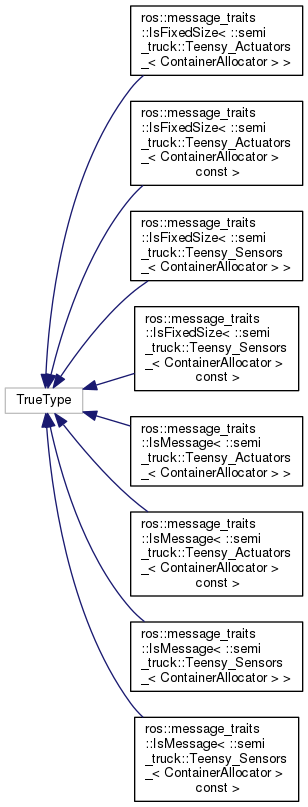 ros::message_traits
::IsFixedSize< ::semi
_truck::Teensy_Actuators
_< ContainerAllocator > >
ros::message_traits
::IsFixedSize< ::semi
_truck::Teensy_Actuators
_< ContainerAllocator >
const >
ros::message_traits
::IsFixedSize< ::semi
_truck::Teensy_Sensors
_< ContainerAllocator > >
ros::message_traits
::IsFixedSize< ::semi
_truck::Teensy_Sensors
_< ContainerAllocator >
const >
TrueType
ros::message_traits
::IsMessage< ::semi
_truck::Teensy_Actuators
_< ContainerAllocator > >
ros::message_traits
::IsMessage< ::semi
_truck::Teensy_Actuators
_< ContainerAllocator >
const >
ros::message_traits
::IsMessage< ::semi
_truck::Teensy_Sensors
_< ContainerAllocator > >
ros::message_traits
::IsMessage< ::semi
_truck::Teensy_Sensors
_< ContainerAllocator >
const >